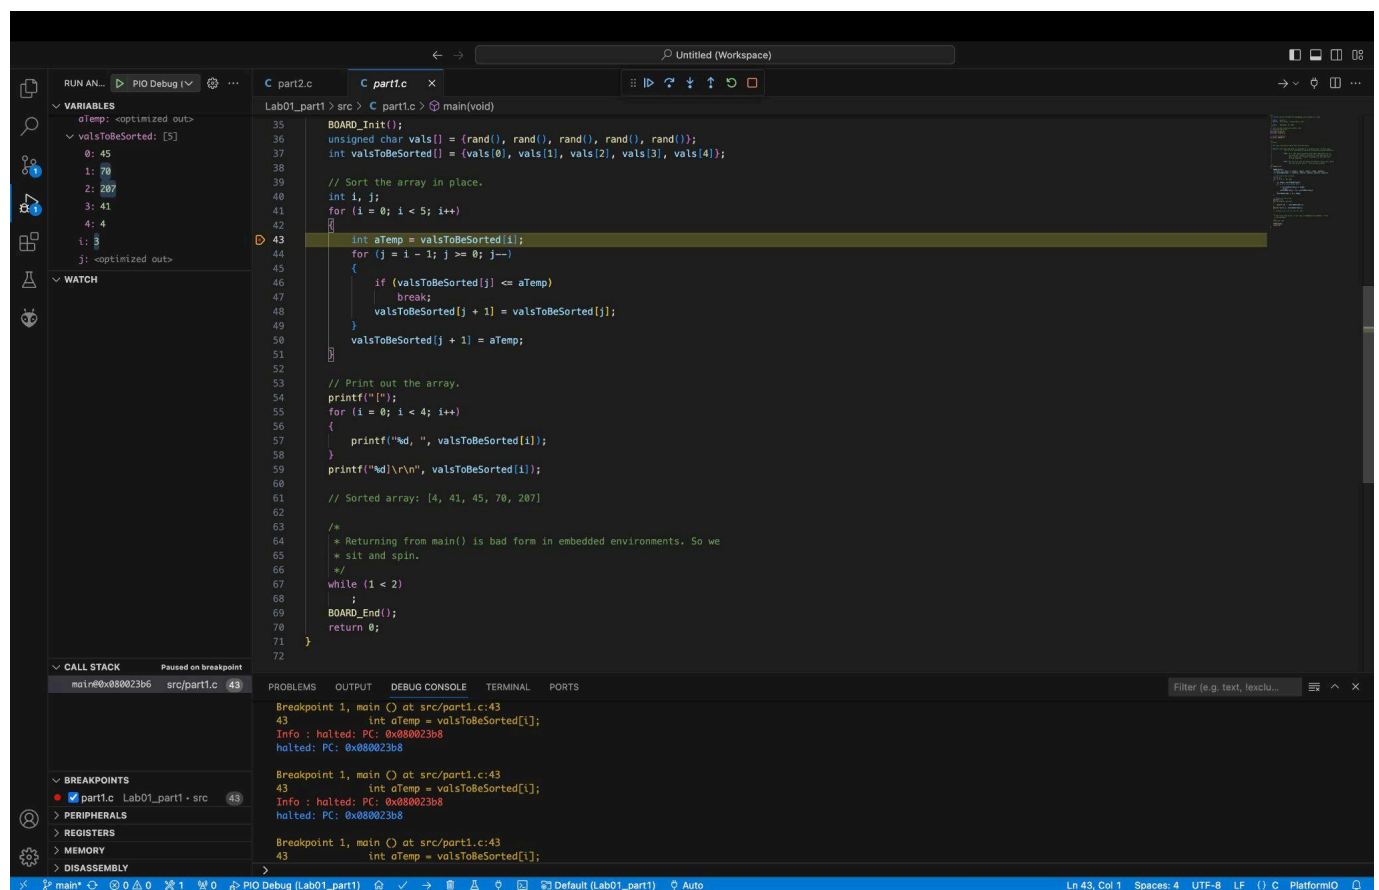 Untitled (Workspace)
RUN AN... PIO Debug (
VARIABLES
aTemp: <optimized out>
valsToBeSorted: [5]
0: 45
1: 70
2: 207
3: 41
4: 4
i: 3
j: <optimized out>
WATCH
CALL STACK Paused on breakpoint
main@0x080023b6 src/part1.c 43
BREAKPOINTS
part1.c Lab01_part1 • src 43
PERIPHERALS
REGISTERS
MEMORY
DISASSEMBLY
C part2.c C part1.c
Lab01_part1 > src > C part1.c > main(void)
35 BOARD_Init();
36 unsigned char vals[] = {rand(), rand(), rand(), rand(), rand()};
37 int valsToBeSorted[] = {vals[0], vals[1], vals[2], vals[3], vals[4]};
38
39 // Sort the array in place.
40 int i, j;
41 for (i = 0; i < 5; i++)
42 {
43 int aTemp = valsToBeSorted[i];
44 for (j = i - 1; j >= 0; j--)
45 {
46 if (valsToBeSorted[j] <= aTemp)
47 break;
48 valsToBeSorted[j + 1] = valsToBeSorted[j];
49 }
50 valsToBeSorted[j + 1] = aTemp;
51 }
52
53 // Print out the array.
54 printf("[");
55 for (i = 0; i < 4; i++)
56 {
57 printf("%d, ", valsToBeSorted[i]);
58 }
59 printf("%d]\r\n", valsToBeSorted[i]);
60
61 // Sorted array: [4, 41, 45, 70, 207]
62
63 /*
64 * Returning from main() is bad form in embedded environments. So we
65 * sit and spin.
66 */
67 while (1 < 2)
68 ;
69 BOARD_End();
70 return 0;
71 }
72
PROBLEMS OUTPUT DEBUG CONSOLE TERMINAL PORTS Filter (e.g. text, !exclu...
Breakpoint 1, main () at src/part1.c:43
43 int aTemp = valsToBeSorted[i];
Info : halted: PC: 0x080023b8
halted: PC: 0x080023b8
Breakpoint 1, main () at src/part1.c:43
43 int aTemp = valsToBeSorted[i];
Info : halted: PC: 0x080023b8
halted: PC: 0x080023b8
Breakpoint 1, main () at src/part1.c:43
43 int aTemp = valsToBeSorted[i];
>
main* 0 0 1 0 PIO Debug (Lab01_part1) Default (Lab01_part1) Auto Ln 43, Col 1 Spaces: 4 UTF-8 LF {} C PlatformIO